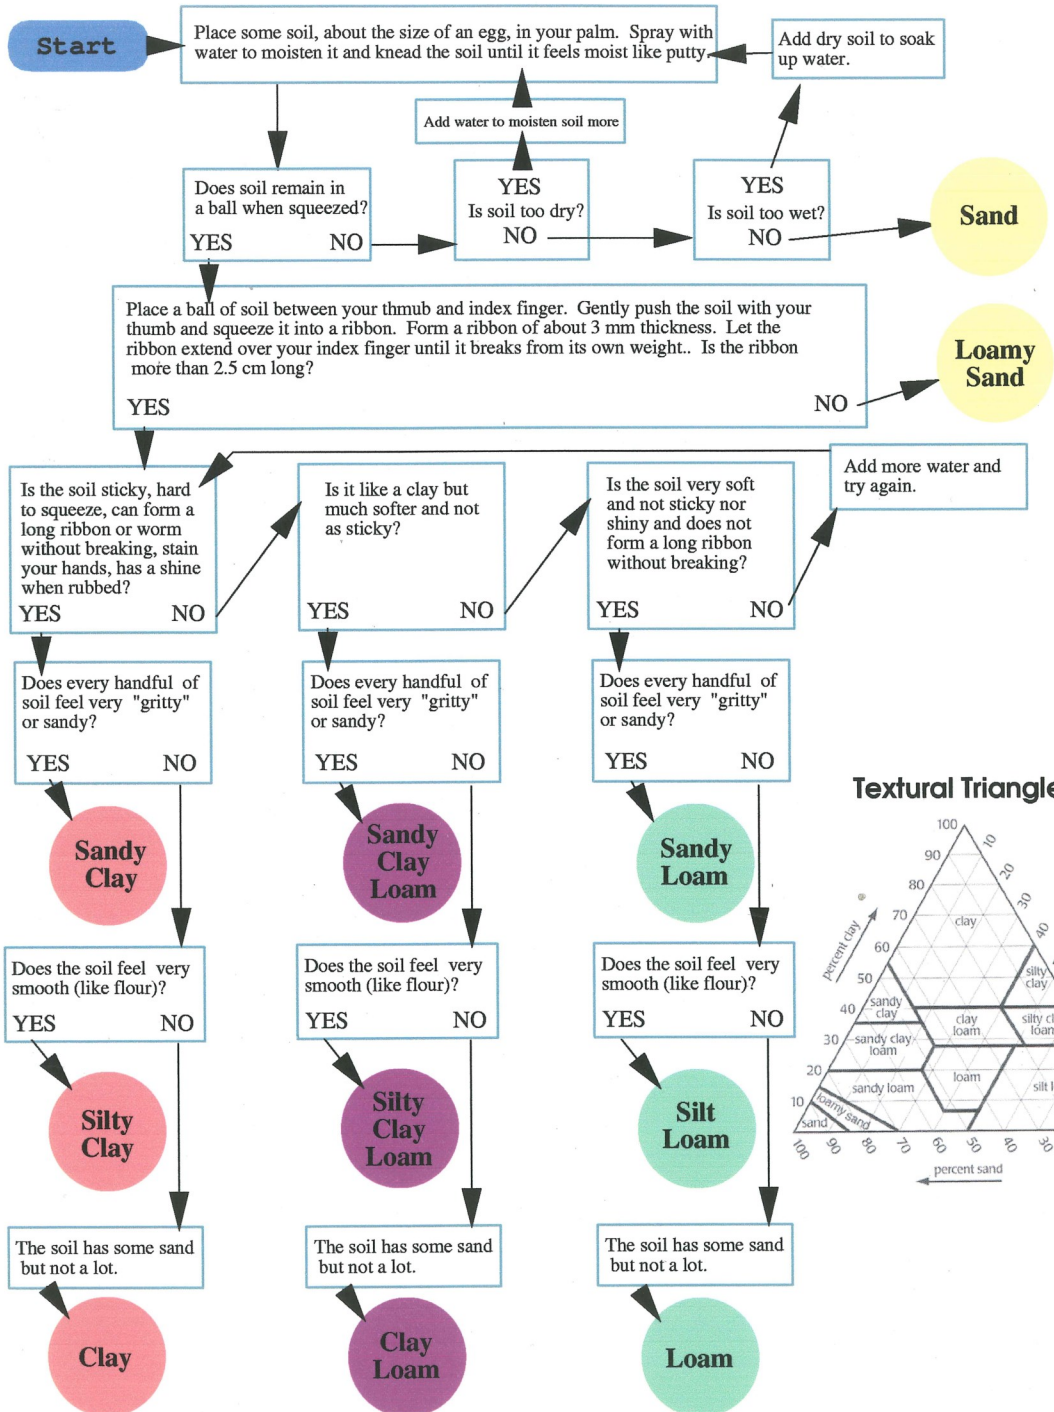 Start
Place some soil, about the size of an egg, in your palm. Spray with
water to moisten it and knead the soil until it feels moist like putty.
Add dry soil to soak
up water.
Add water to moisten soil more
Does soil remain in
a ball when squeezed?
YES NO
YES
Is soil too dry?
NO
YES
Is soil too wet?
NO
Sand
Place a ball of soil between your thmub and index finger. Gently push the soil with your
thumb and squeeze it into a ribbon. Form a ribbon of about 3 mm thickness. Let the
ribbon extend over your index finger until it breaks from its own weight.. Is the ribbon
more than 2.5 cm long?
YES NO
Loamy
Sand
Is the soil sticky, hard
to squeeze, can form a
long ribbon or worm
without breaking, stain
your hands, has a shine
when rubbed?
YES NO
Is it like a clay but
much softer and not
as sticky?
YES NO
Is the soil very soft
and not sticky nor
shiny and does not
form a long ribbon
without breaking?
YES NO
Add more water and
try again.
Does every handful of
soil feel very "gritty"
or sandy?
YES NO
Does every handful of
soil feel very "gritty"
or sandy?
YES NO
Does every handful of
soil feel very "gritty"
or sandy?
YES NO
Sandy
Clay
Sandy
Clay
Loam
Sandy
Loam
Does the soil feel very
smooth (like flour)?
YES NO
Does the soil feel very
smooth (like flour)?
YES NO
Does the soil feel very
smooth (like flour)?
YES NO
Silty
Clay
Silty
Clay
Loam
Silt
Loam
The soil has some sand
but not a lot.
The soil has some sand
but not a lot.
The soil has some sand
but not a lot.
Clay
Clay
Loam
Loam
Textural Triangle
100
90
80
70
60
50
40
30
20
10
10
20
30
40
percent clay
clay
silty
clay
sandy
clay
clay
loam
silty cl
loam
sandy clay
loam
loam
sandy loam
silt l
loamy sand
sand
100 90 80 70 60 50 40 30
percent sand